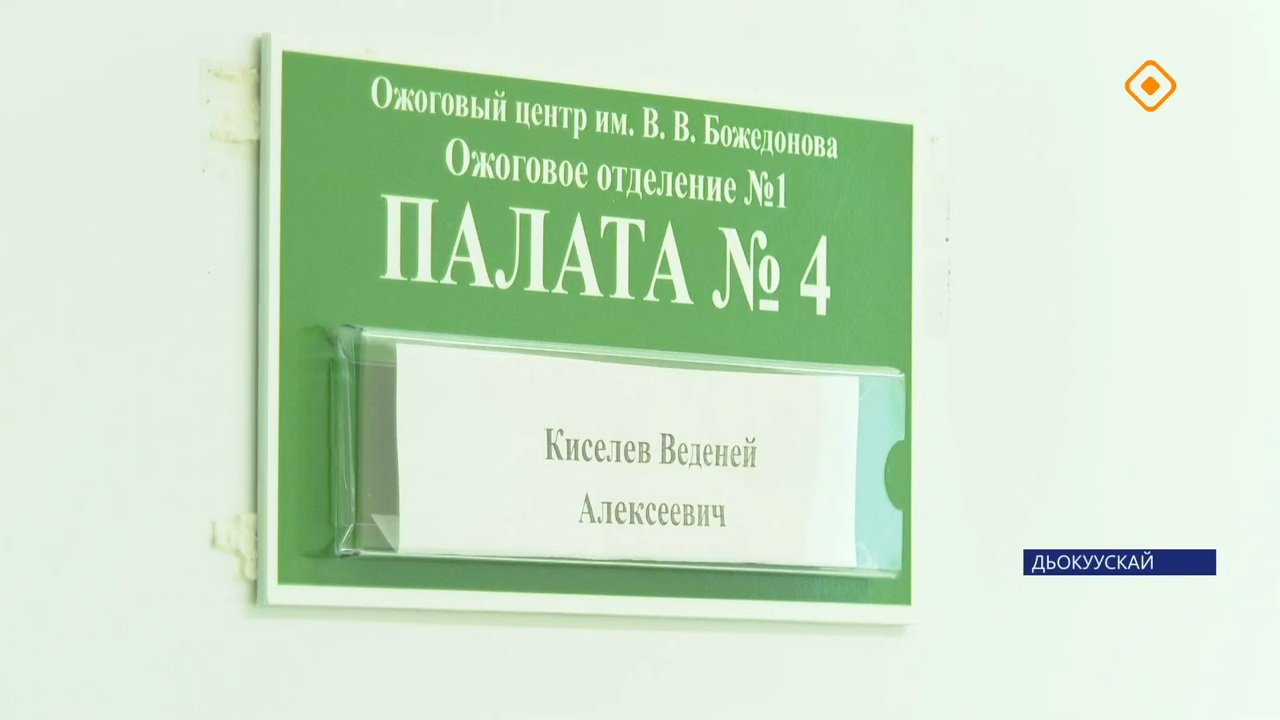 Ожоговый центр им. В. В. Божедонова
Ожоговое отделение №1
ПАЛАТА № 4
Киселев Веденей
Алексеевич
ДЬОКУУСКАЙ